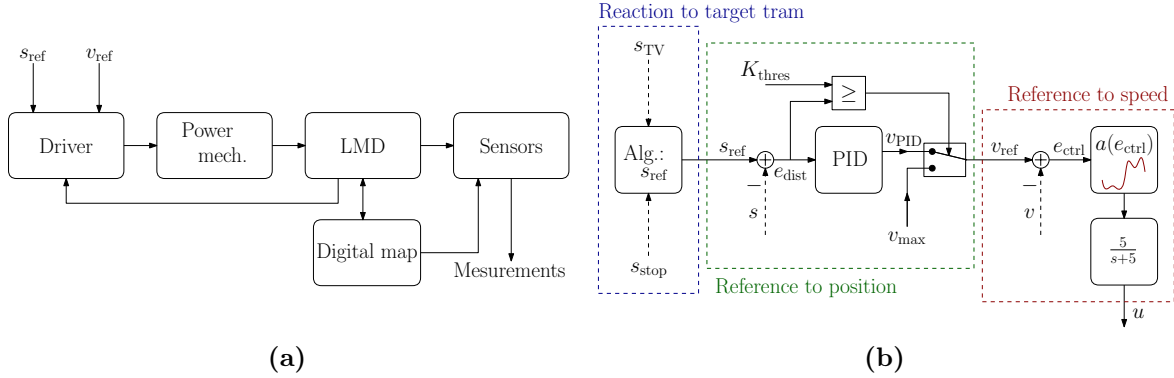 s_ref
v_ref
Driver
Power
mech.
LMD
Sensors
Digital map
Mesurements
(a)
Reaction to target tram
s_TV
Alg.:
s_ref
s_stop
K_thres
≥
s_ref
e_dist
−
s
PID
v_PID
v_max
Reference to position
Reference to speed
v_ref
e_ctrl
−
v
a(e_ctrl)
5
s+5
u
(b)